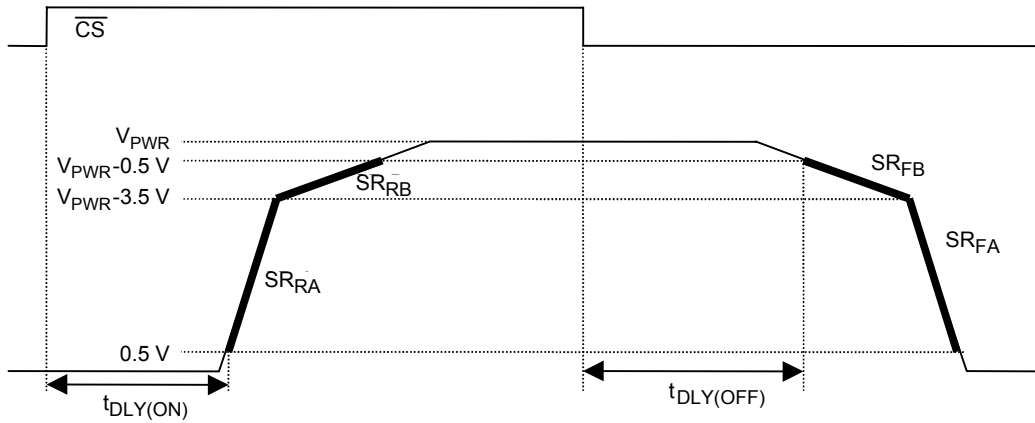 CS
VPWR
VPWR-0.5 V
SRRB
SRFB
VPWR-3.5 V
SRFA
SRRA
0.5 V
tDLY(ON)
tDLY(OFF)